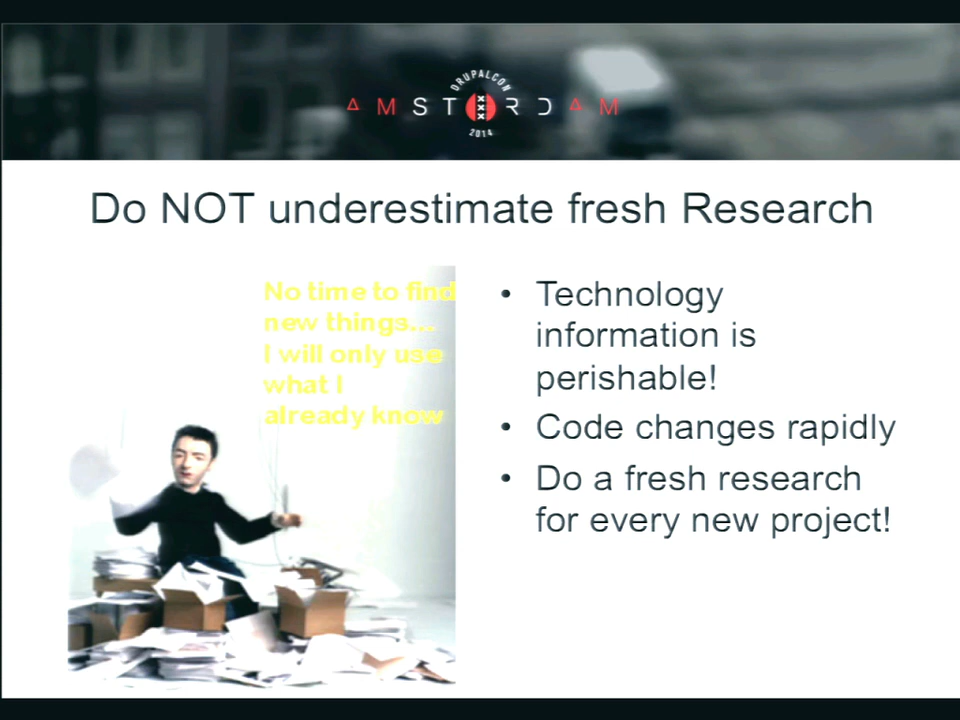 DRUPALCON
AMSTERDAM
2014
Do NOT underestimate fresh Research
No time to find
new things....
I will only use
what I
already know
• Technology
information is
perishable!
• Code changes rapidly
• Do a fresh research
for every new project!